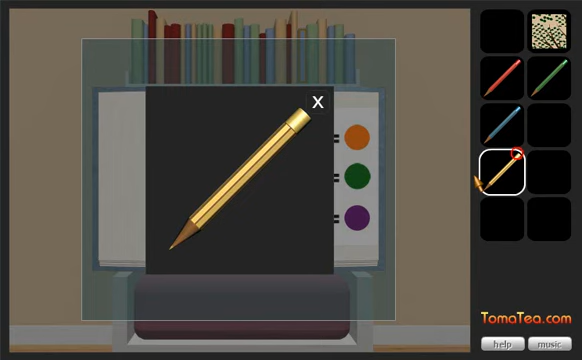 X
=
=
=
TomaTea.com
help
music